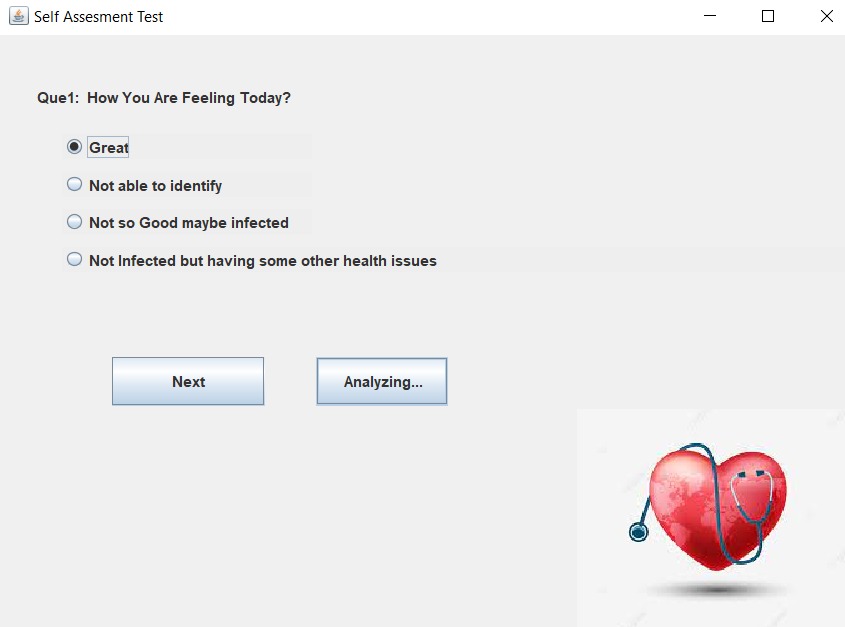 Self Assesment Test
Que1:  How You Are Feeling Today?
Great
Not able to identify
Not so Good maybe infected
Not Infected but having some other health issues
Next
Analyzing...